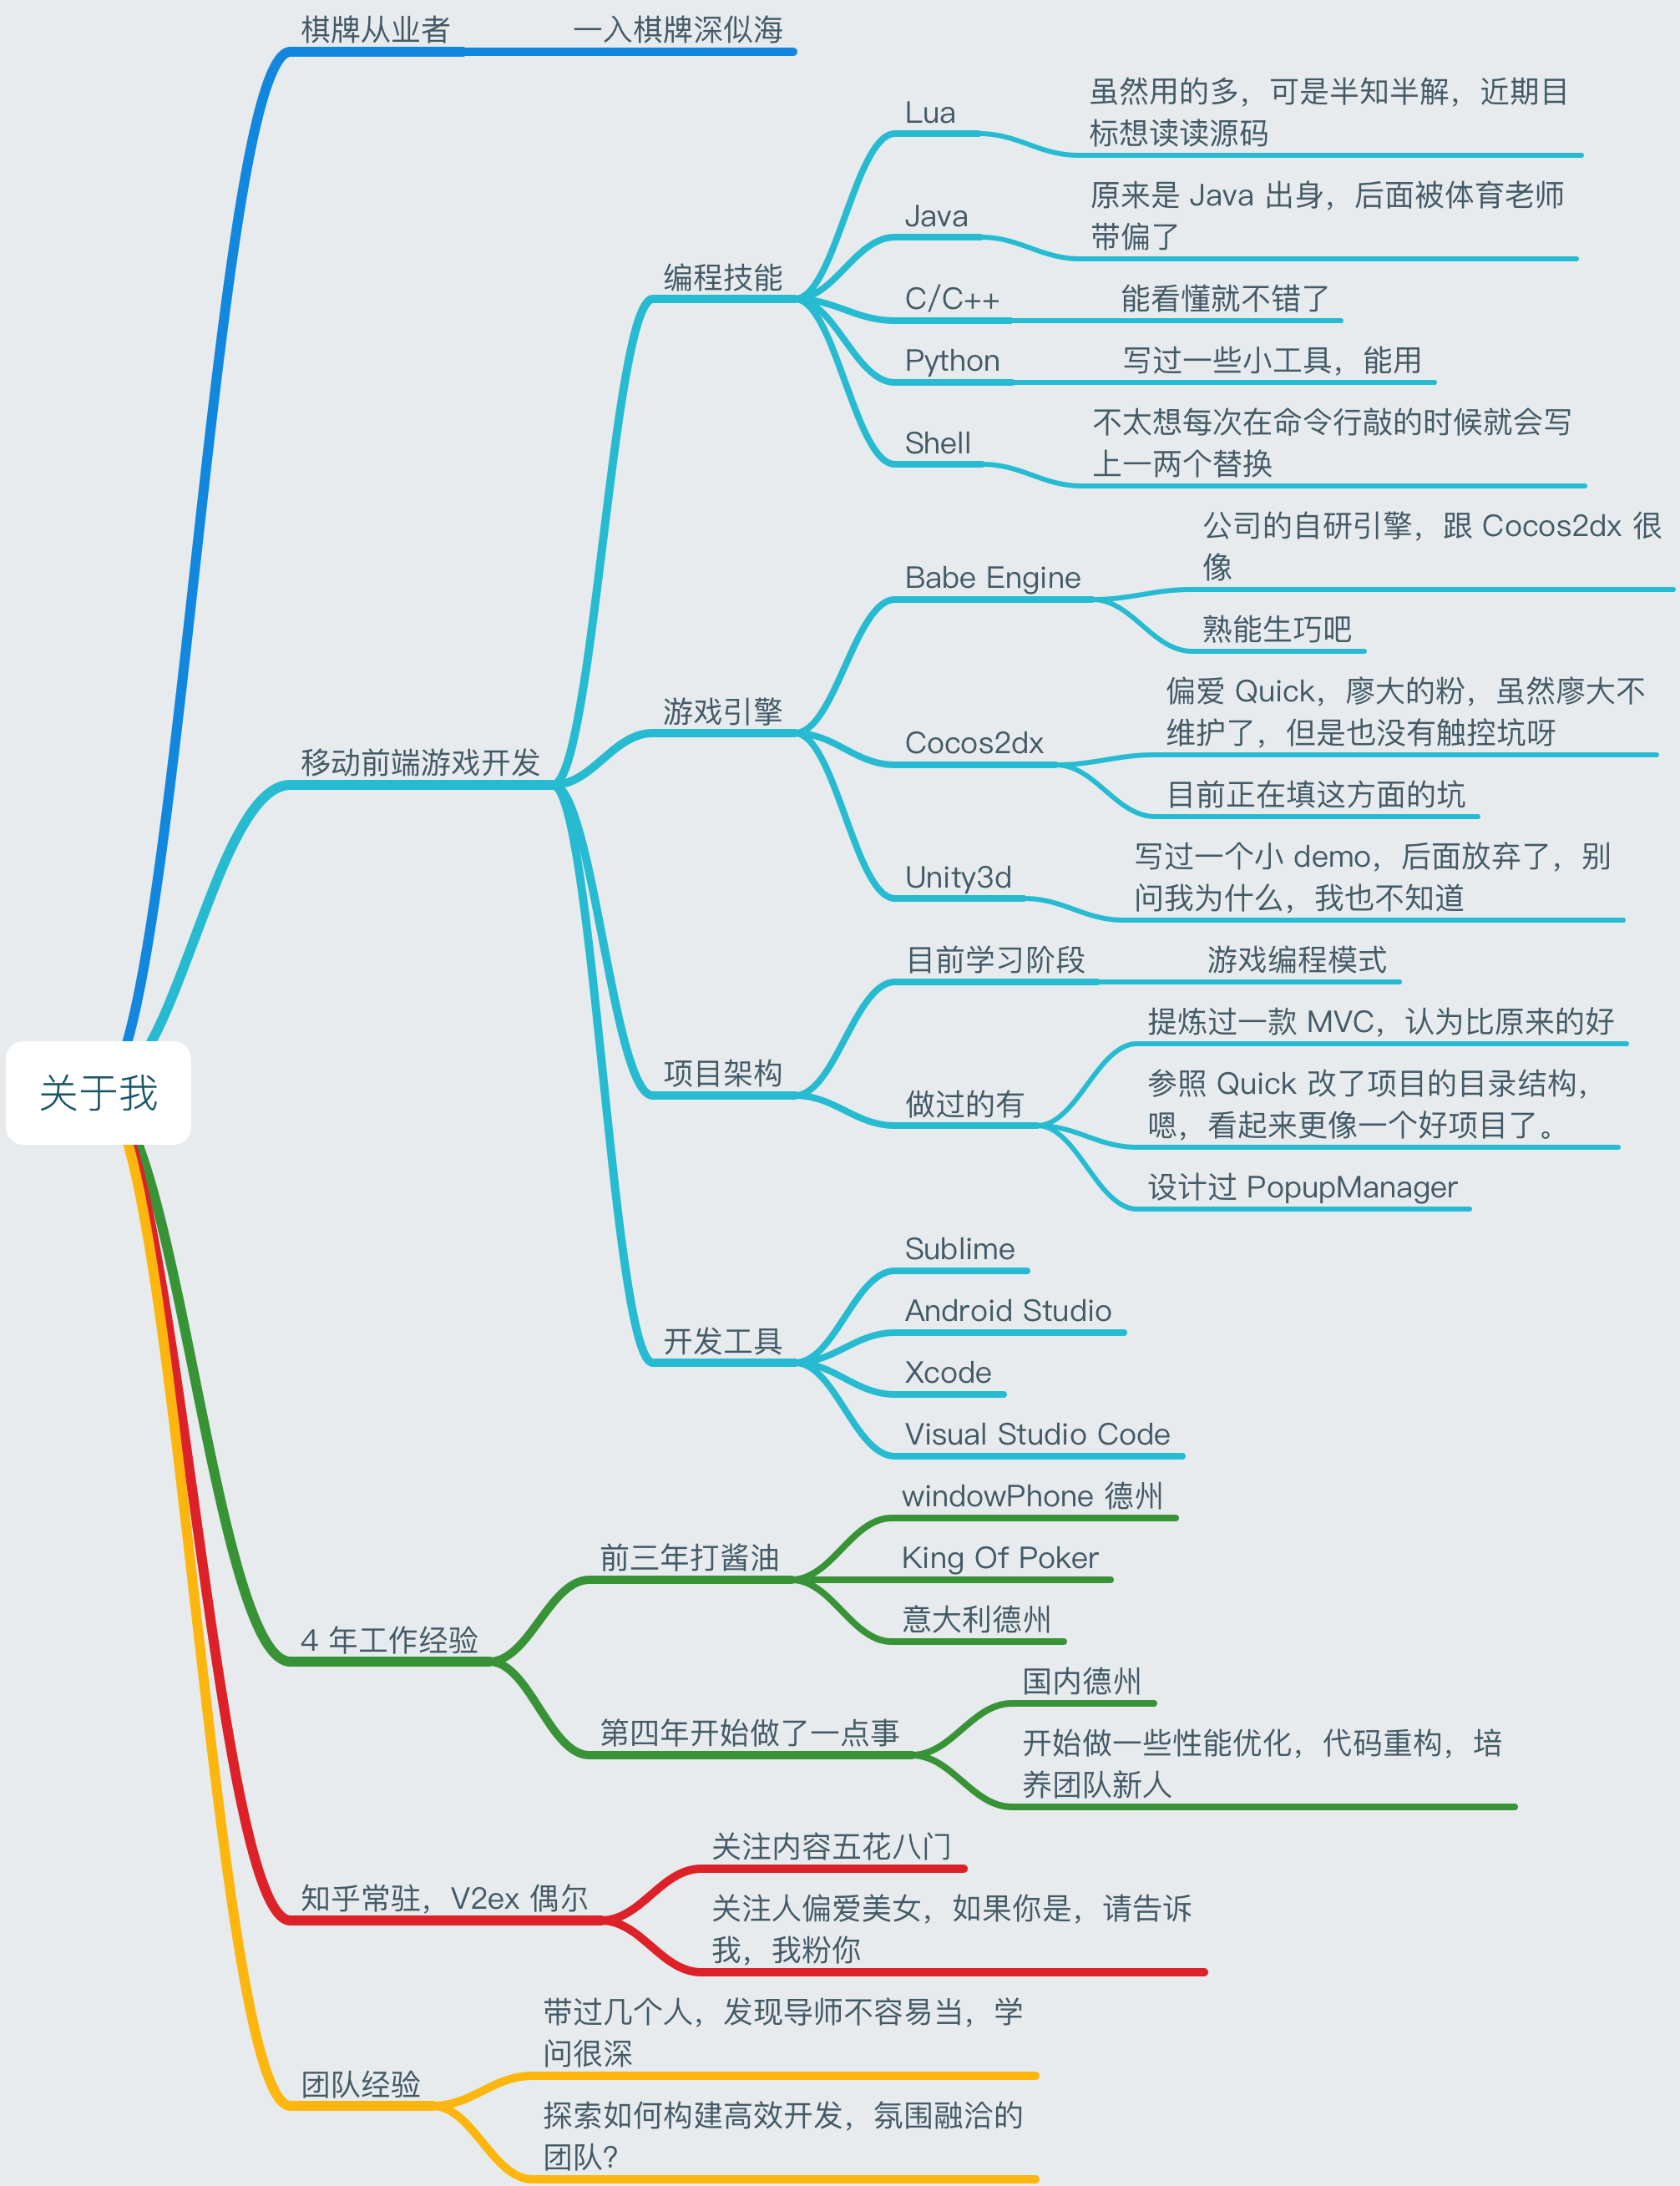 棋牌从业者
一入棋牌深似海
Lua
虽然用的多，可是半知半解，近期目
标想读读源码
Java
原来是 Java 出身，后面被体育老师
带偏了
编程技能
C/C++
能看懂就不错了
Python
写过一些小工具，能用
Shell
不太想每次在命令行敲的时候就会写
上一两个替换
Babe Engine
公司的自研引擎，跟 Cocos2dx 很
像
熟能生巧吧
游戏引擎
Cocos2dx
偏爱 Quick，廖大的粉，虽然廖大不
维护了，但是也没有触控坑呀
目前正在填这方面的坑
移动前端游戏开发
Unity3d
写过一个小 demo，后面放弃了，别
问我为什么，我也不知道
目前学习阶段
游戏编程模式
项目架构
做过的有
提炼过一款 MVC，认为比原来的好
参照 Quick 改了项目的目录结构，
嗯，看起来更像一个好项目了。
设计过 PopupManager
关于我
开发工具
Sublime
Android Studio
Xcode
Visual Studio Code
4 年工作经验
前三年打酱油
windowPhone 德州
King Of Poker
意大利德州
第四年开始做了一点事
国内德州
开始做一些性能优化，代码重构，培
养团队新人
知乎常驻，V2ex 偶尔
关注内容五花八门
关注人偏爱美女，如果你是，请告诉
我，我粉你
团队经验
带过几个人，发现导师不容易当，学
问很深
探索如何构建高效开发，氛围融洽的
团队？